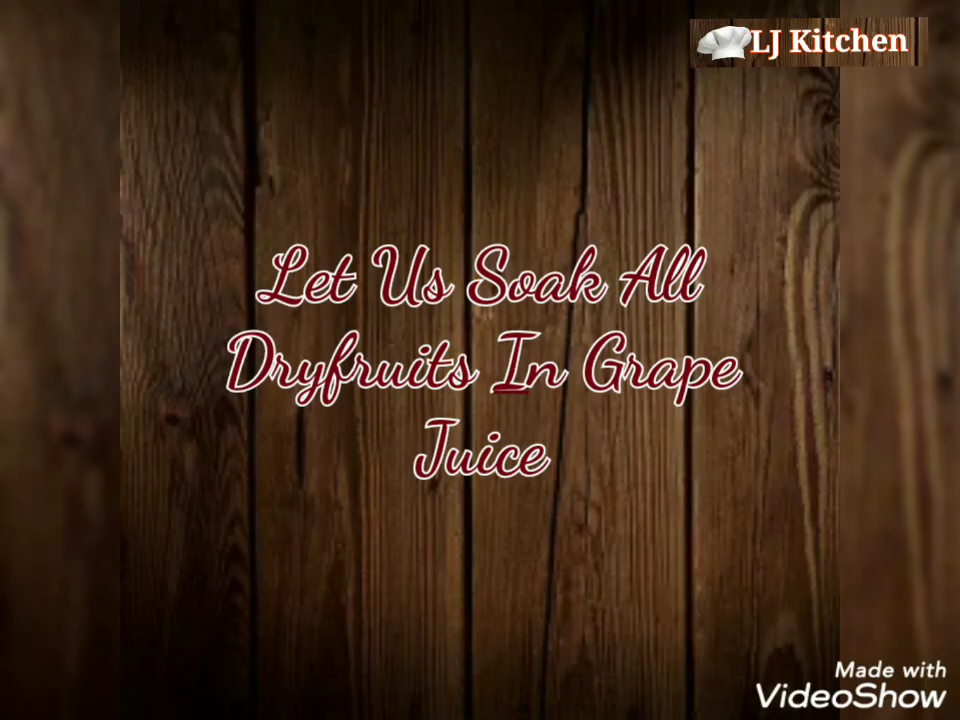 LJ Kitchen
Let Us Soak All
Dryfruits In Grape
Juice
Made with
VideoShow